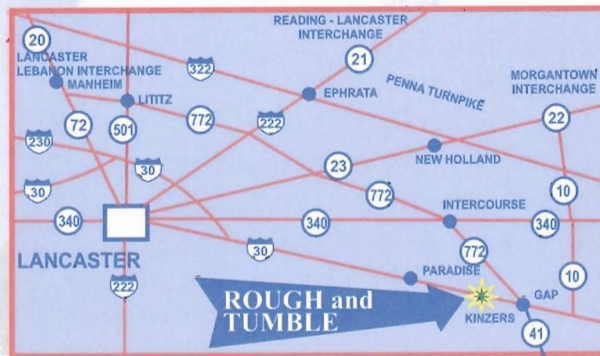 READING - LANCASTER
INTERCHANGE
20
21
LANCASTER
LEBANON INTERCHANGE
MANHEIM
322
PENNA TURNPIKE
MORGANTOWN
INTERCHANGE
EPHRATA
LITITZ
22
72
501
772
222
230
NEW HOLLAND
30
23
30
772
10
INTERCOURSE
340
340
340
30
772
LANCASTER
PARADISE
10
222
ROUGH and
TUMBLE
GAP
KINZERS
41